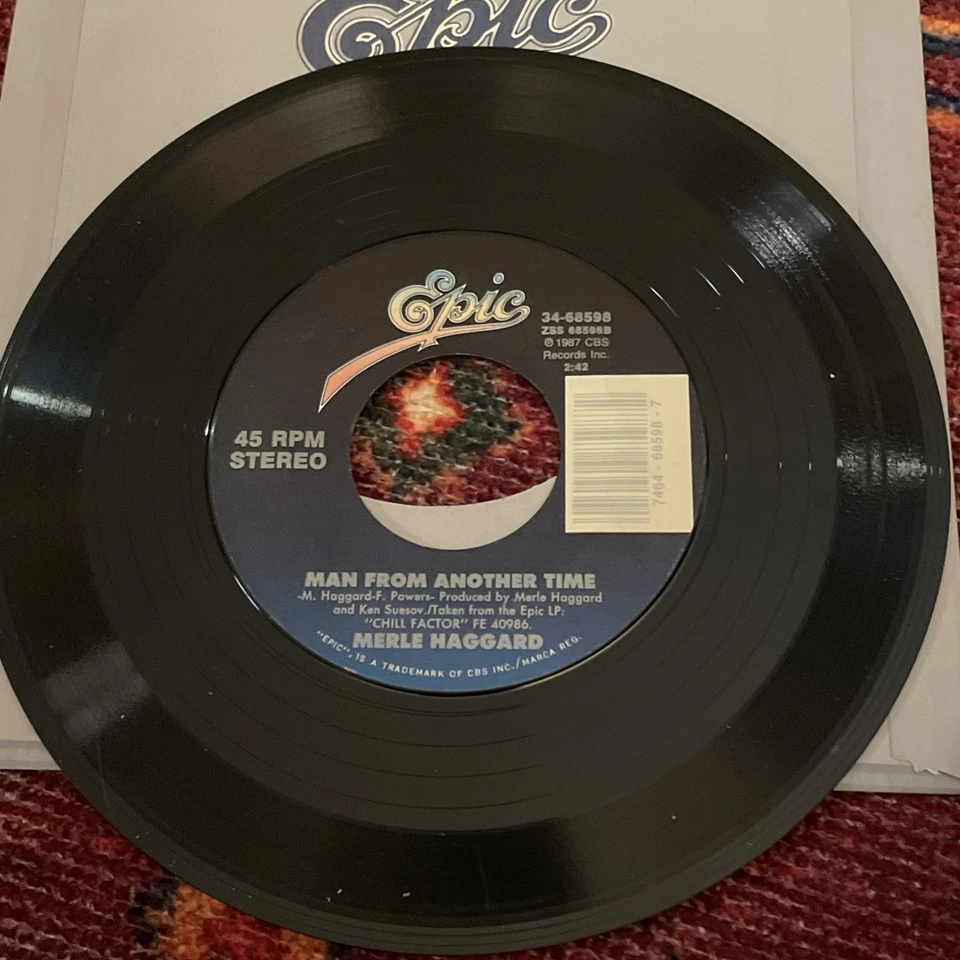 Epic
Epic
34-68598
ZSS 68598B
℗ 1987 CBS
Records Inc.
2:42
7464-68598-7
45 RPM
STEREO
MAN FROM ANOTHER TIME
-M. Haggard-F. Powers- Produced by Merle Haggard
and Ken Suesov./Taken from the Epic LP:
"CHILL FACTOR" FE 40986.
MERLE HAGGARD
"EPIC", IS A TRADEMARK OF CBS INC./MARCA REG.